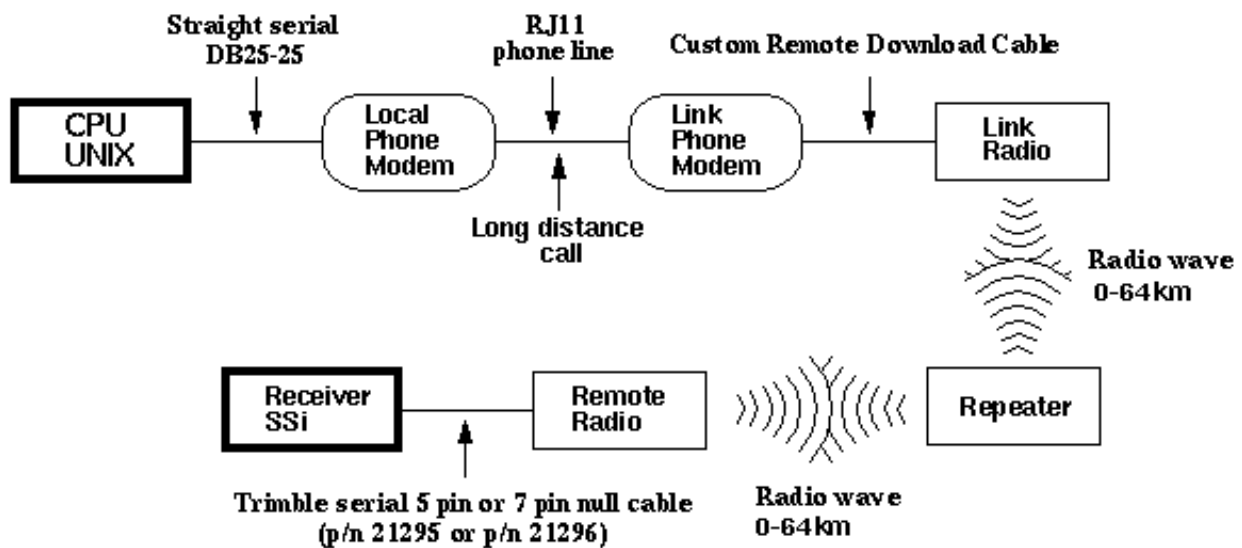 Straight serial
DB25-25
RJ11
phone line
Custom Remote Download Cable
CPU
UNIX
Local
Phone
Modem
Link
Phone
Modem
Link
Radio
Long distance
call
Radio wave
0-64km
Receiver
SSi
Remote
Radio
Repeater
Trimble serial 5 pin or 7 pin null cable
(p/n 21295 or p/n 21296)
Radio wave
0-64km